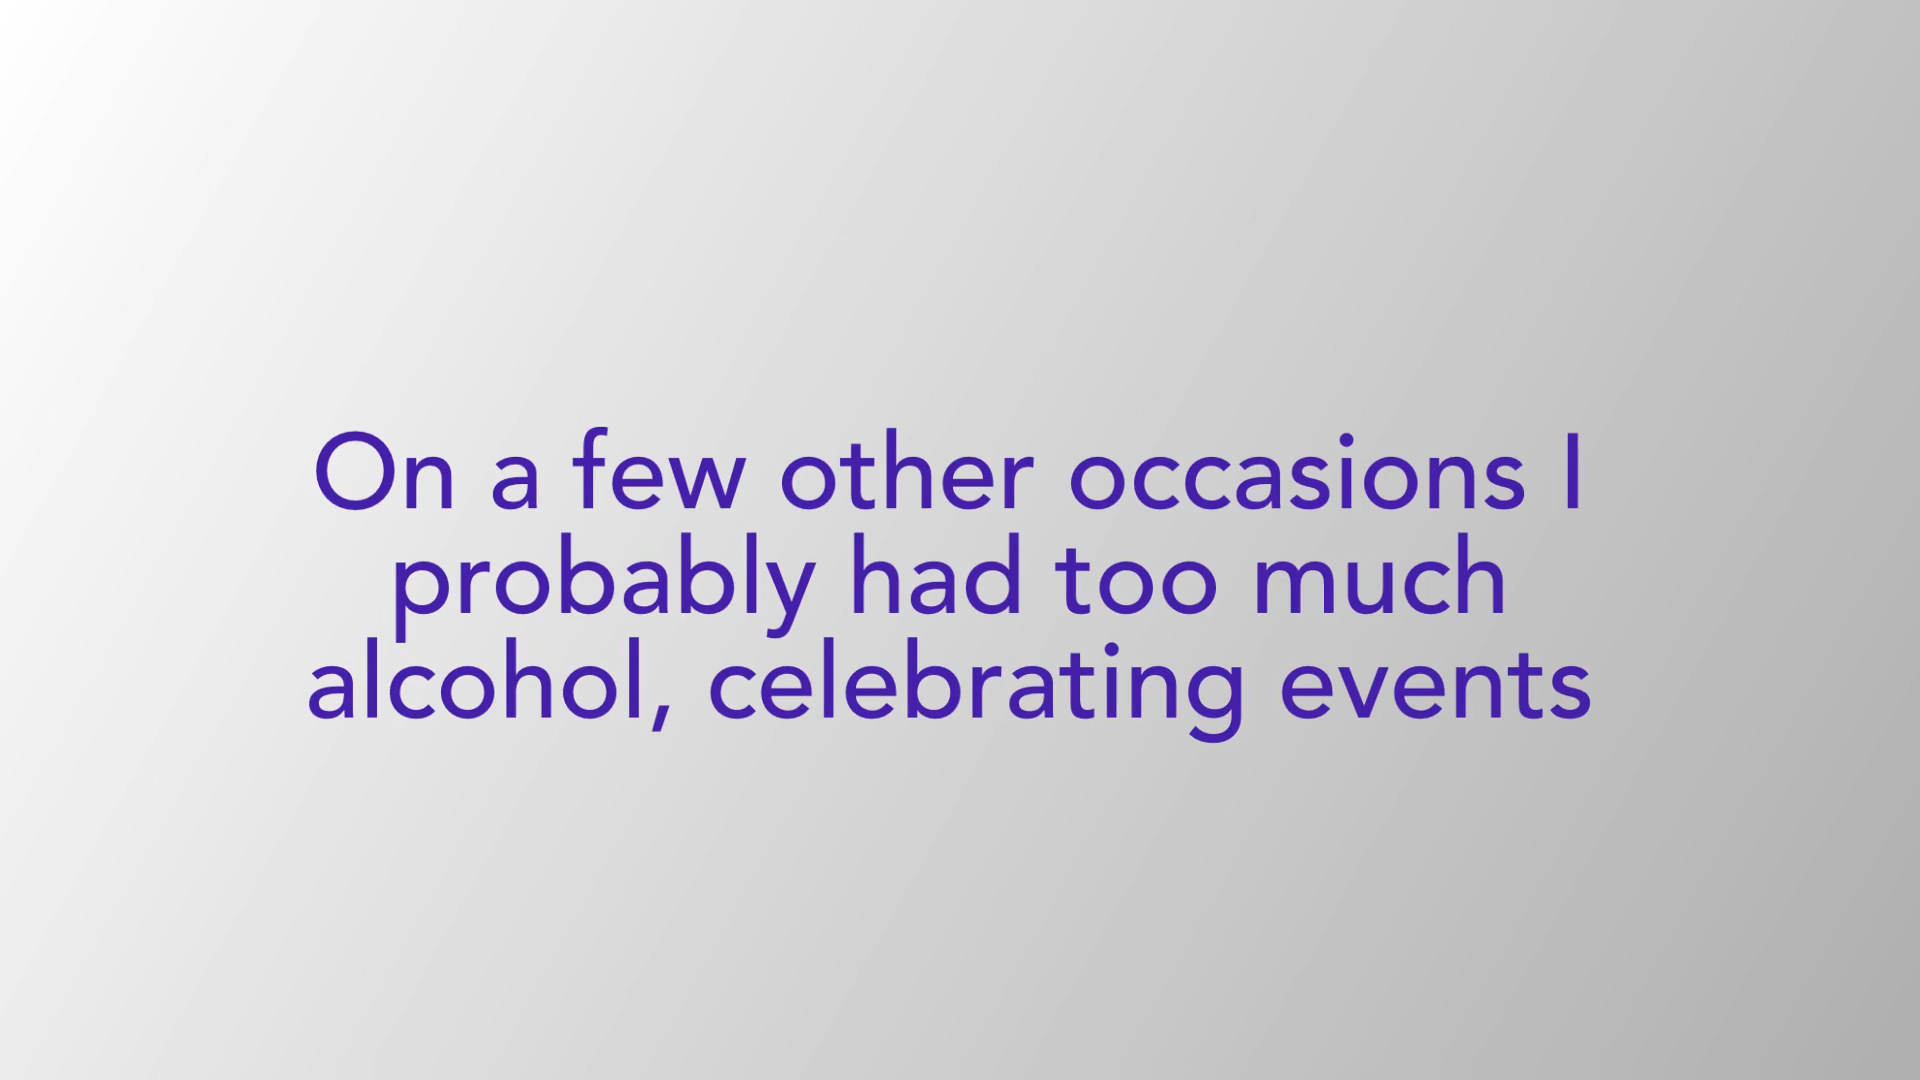 On a few other occasions I
probably had too much
alcohol, celebrating events